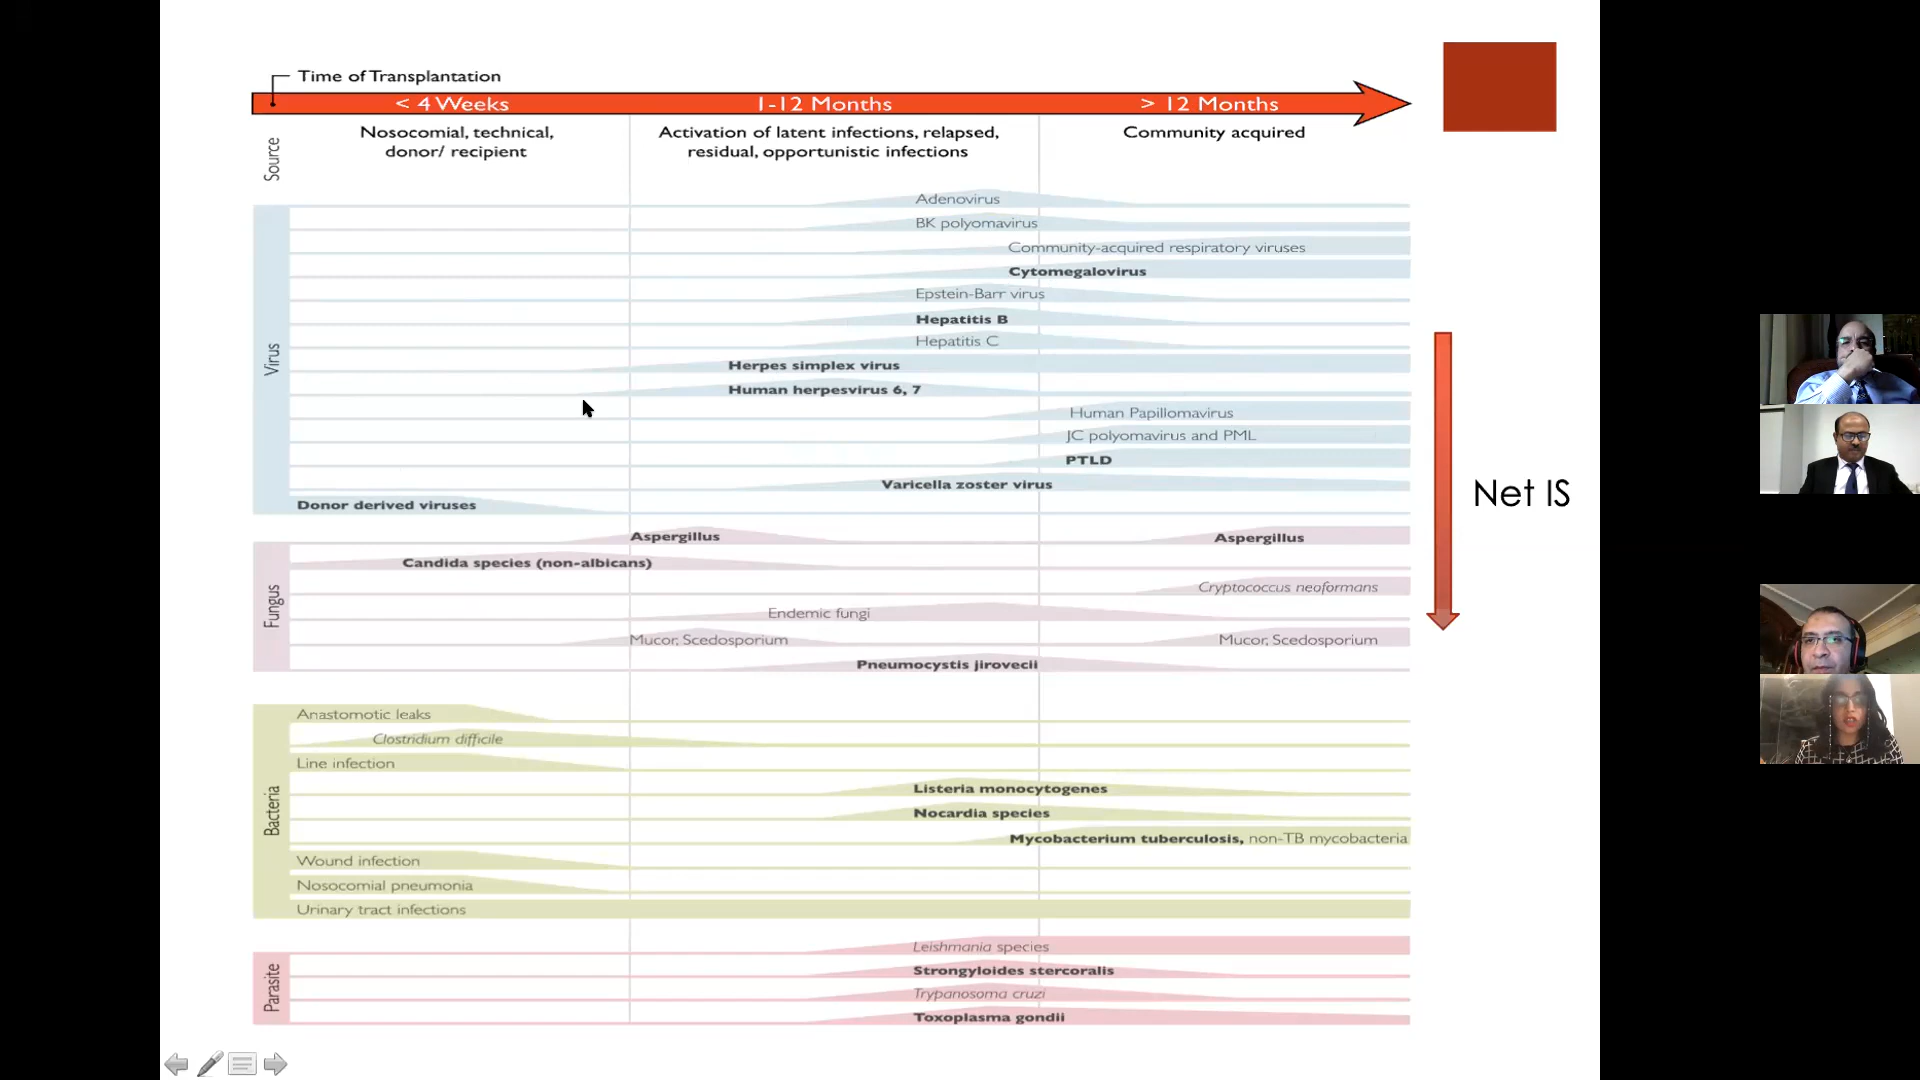 Time of Transplantation
< 4 Weeks
1-12 Months
> 12 Months
Source
Nosocomial, technical,
donor/ recipient
Activation of latent infections, relapsed,
residual, opportunistic infections
Community acquired
Virus
Adenovirus
BK polyomavirus
Community-acquired respiratory viruses
Cytomegalovirus
Epstein-Barr virus
Hepatitis B
Hepatitis C
Herpes simplex virus
Human herpesvirus 6, 7
Human Papillomavirus
JC polyomavirus and PML
PTLD
Varicella zoster virus
Donor derived viruses
Net IS
Fungus
Aspergillus
Aspergillus
Candida species (non-albicans)
Cryptococcus neoformans
Endemic fungi
Mucor, Scedosporium
Mucor, Scedosporium
Pneumocystis jirovecii
Bacteria
Anastomotic leaks
Clostridium difficile
Line infection
Listeria monocytogenes
Nocardia species
Mycobacterium tuberculosis, non-TB mycobacteria
Wound infection
Nosocomial pneumonia
Urinary tract infections
Parasite
Leishmania species
Strongyloides stercoralis
Trypanosoma cruzi
Toxoplasma gondii